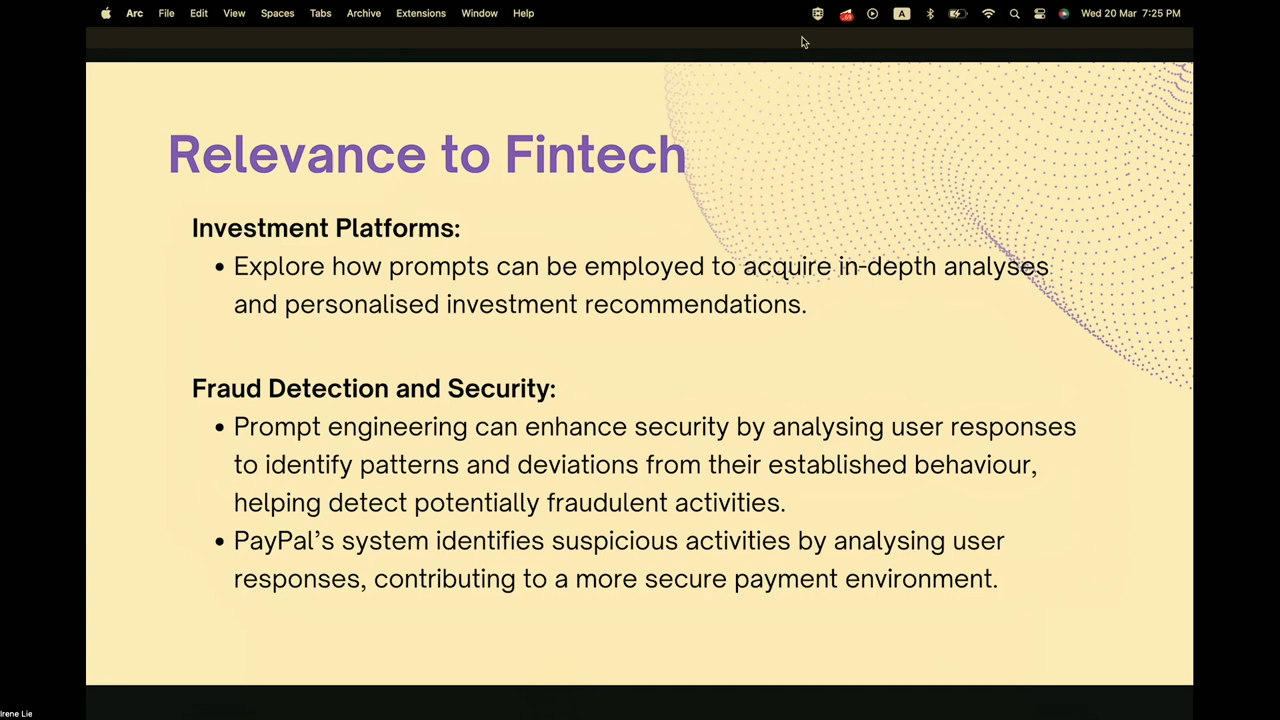 Arc File Edit View Spaces Tabs Archive Extensions Window Help A Wed 20 Mar 7:25 PM
Relevance to Fintech
Investment Platforms:
• Explore how prompts can be employed to acquire in-depth analyses
and personalised investment recommendations.
Fraud Detection and Security:
• Prompt engineering can enhance security by analysing user responses
to identify patterns and deviations from their established behaviour,
helping detect potentially fraudulent activities.
• PayPal’s system identifies suspicious activities by analysing user
responses, contributing to a more secure payment environment.
Irene Lie